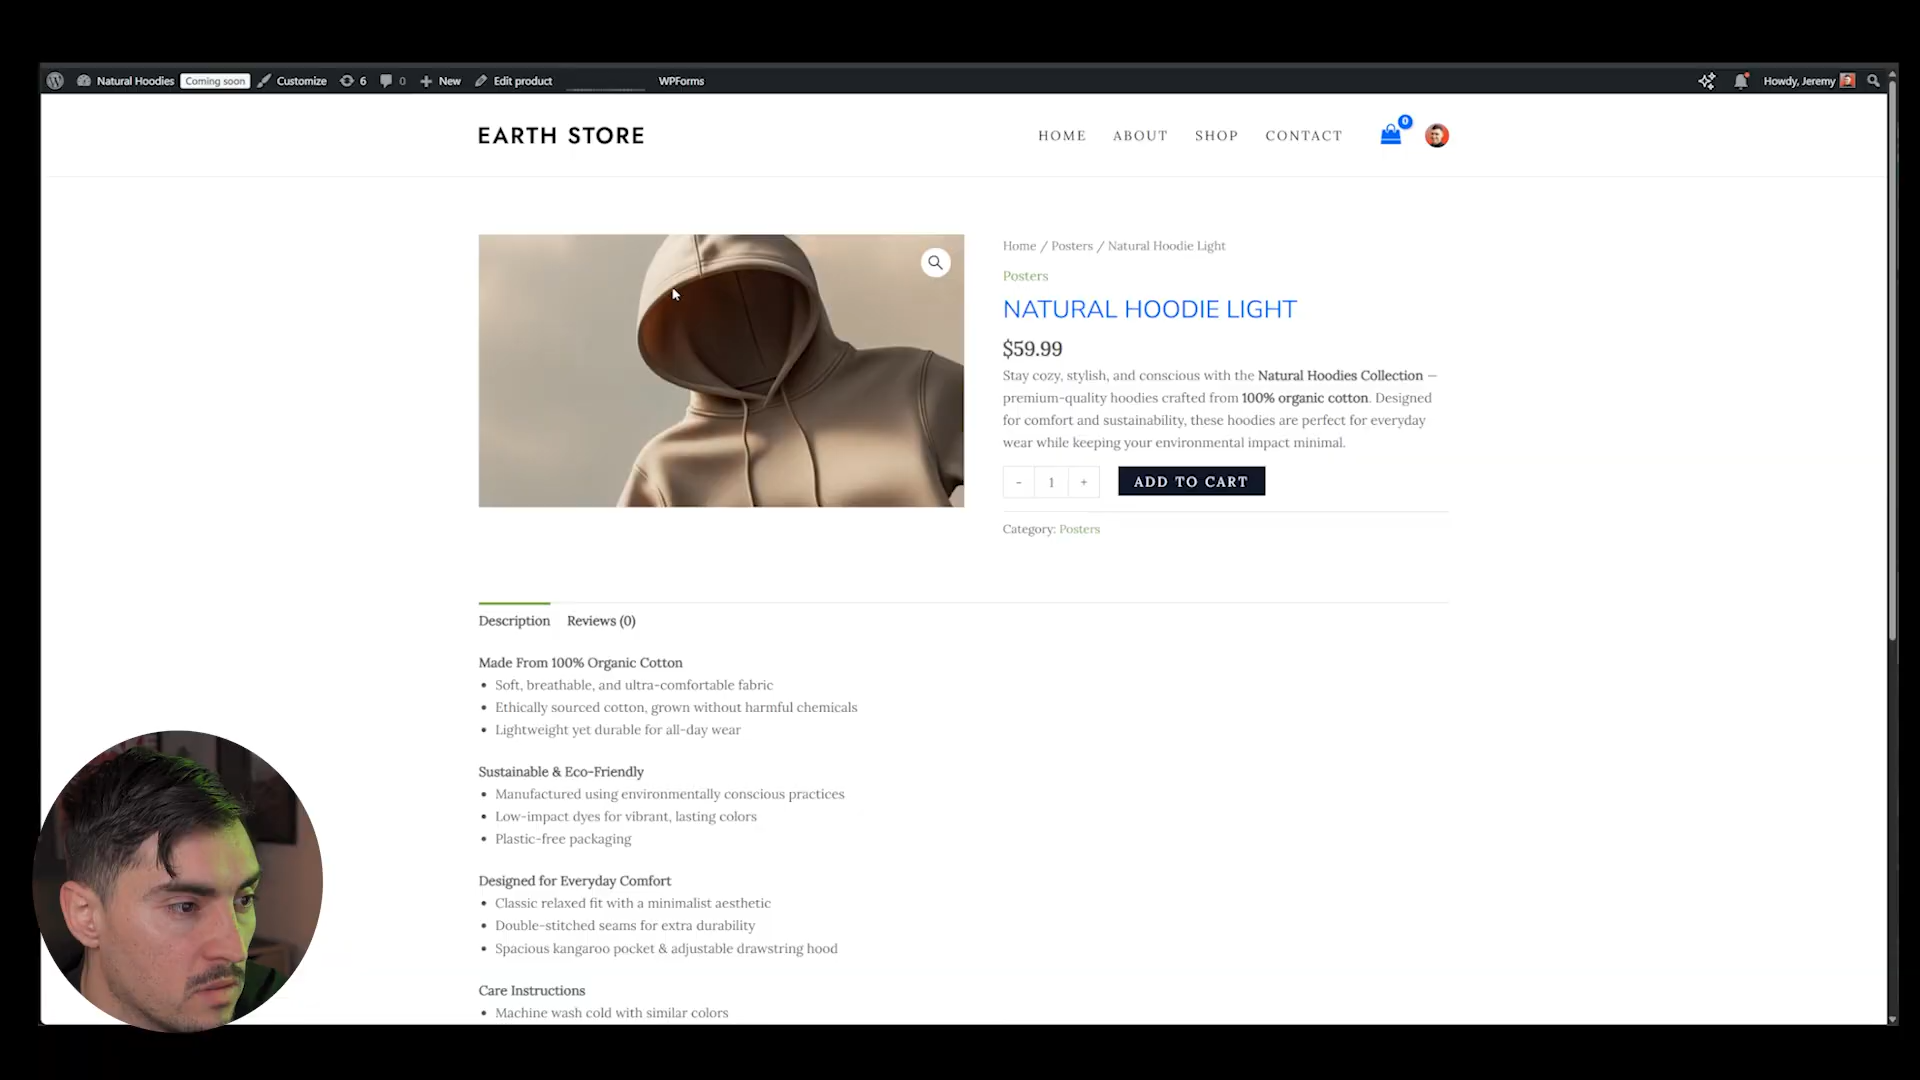 Natural Hoodies Coming soon Customize 6 0 New Edit product WPForms Howdy, Jeremy
EARTH STORE
HOME ABOUT SHOP CONTACT 0
Home / Posters / Natural Hoodie Light
Posters
NATURAL HOODIE LIGHT
$59.99
Stay cozy, stylish, and conscious with the Natural Hoodies Collection —
premium-quality hoodies crafted from 100% organic cotton. Designed
for comfort and sustainability, these hoodies are perfect for everyday
wear while keeping your environmental impact minimal.
- 1 + ADD TO CART
Category: Posters
Description Reviews (0)
Made From 100% Organic Cotton
• Soft, breathable, and ultra-comfortable fabric
• Ethically sourced cotton, grown without harmful chemicals
• Lightweight yet durable for all-day wear
Sustainable & Eco-Friendly
• Manufactured using environmentally conscious practices
• Low-impact dyes for vibrant, lasting colors
• Plastic-free packaging
Designed for Everyday Comfort
• Classic relaxed fit with a minimalist aesthetic
• Double-stitched seams for extra durability
• Spacious kangaroo pocket & adjustable drawstring hood
Care Instructions
• Machine wash cold with similar colors